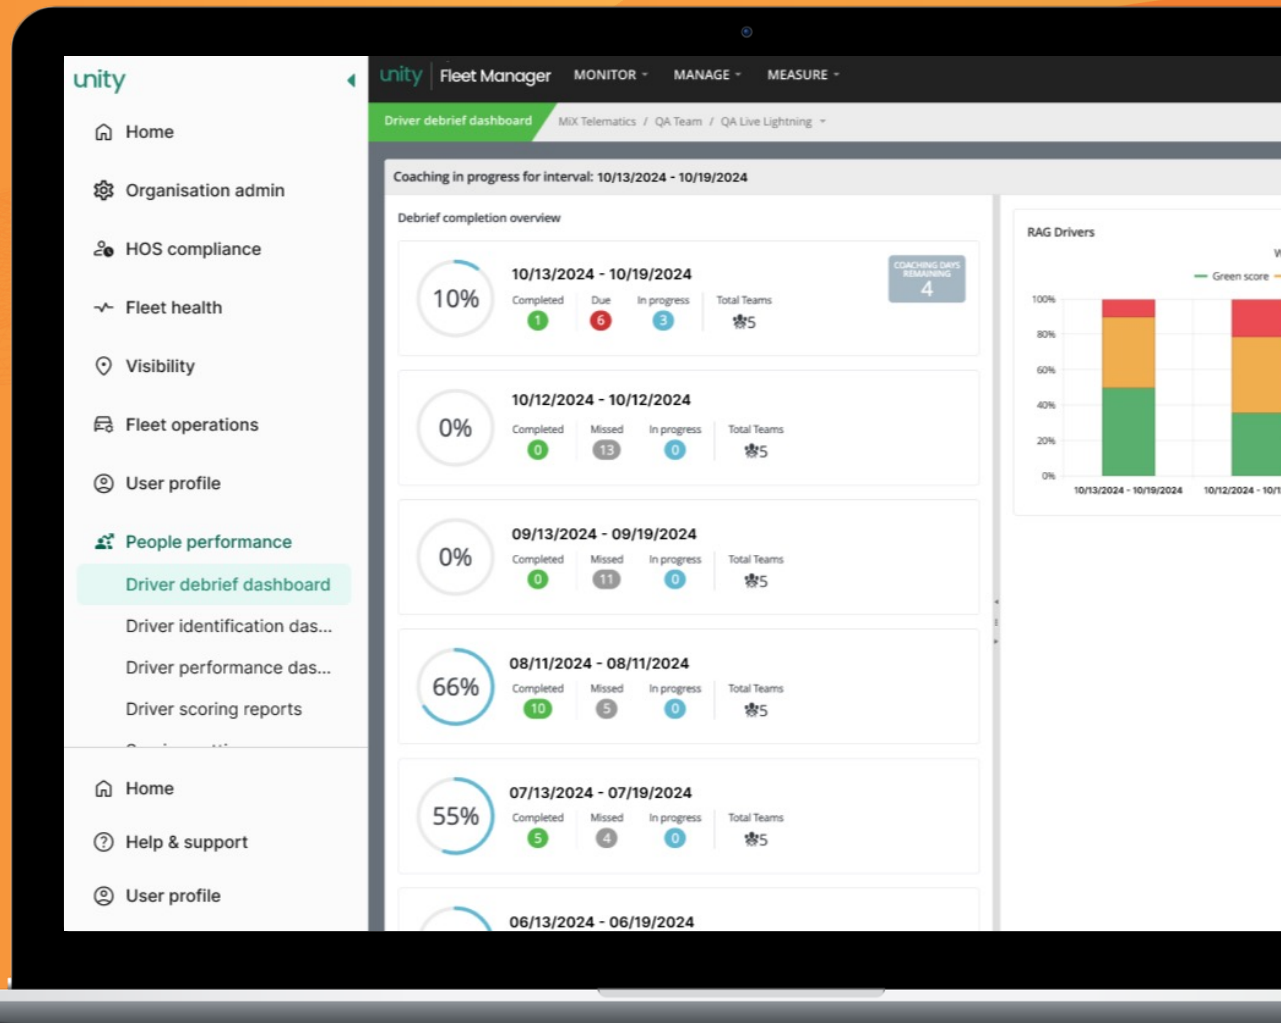 unity
Home
Organisation admin
HOS compliance
Fleet health
Visibility
Fleet operations
User profile
People performance
Driver debrief dashboard
Driver identification das...
Driver performance das...
Driver scoring reports
Home
Help & support
User profile
unity Fleet Manager MONITOR MANAGE MEASURE
Driver debrief dashboard MiX Telematics / QA Team / QA Live Lightning
Coaching in progress for interval: 10/13/2024 - 10/19/2024
Debrief completion overview
10%
10/13/2024 - 10/19/2024
Completed Due In progress Total Teams
1 6 3 5
COACHING DAYS
REMAINING
4
0%
10/12/2024 - 10/12/2024
Completed Missed In progress Total Teams
0 13 0 5
0%
09/13/2024 - 09/19/2024
Completed Missed In progress Total Teams
0 11 0 5
66%
08/11/2024 - 08/11/2024
Completed Missed In progress Total Teams
10 5 0 5
55%
07/13/2024 - 07/19/2024
Completed Missed In progress Total Teams
5 4 0 5
06/13/2024 - 06/19/2024
RAG Drivers
Green score
100%
80%
60%
40%
20%
0%
10/13/2024 - 10/19/2024 10/12/2024 - 10/1